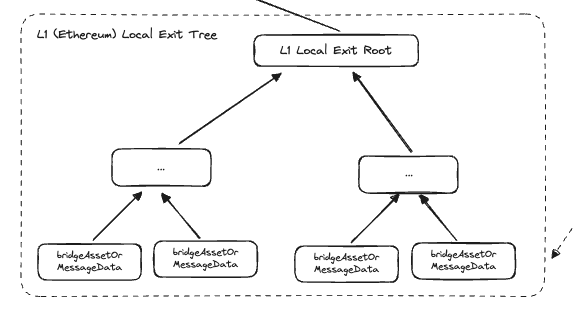 L1 (Ethereum) Local Exit Tree
L1 Local Exit Root
...
...
bridgeAssetOr
MessageData
bridgeAssetOr
MessageData
bridgeAssetOr
MessageData
bridgeAssetOr
MessageData